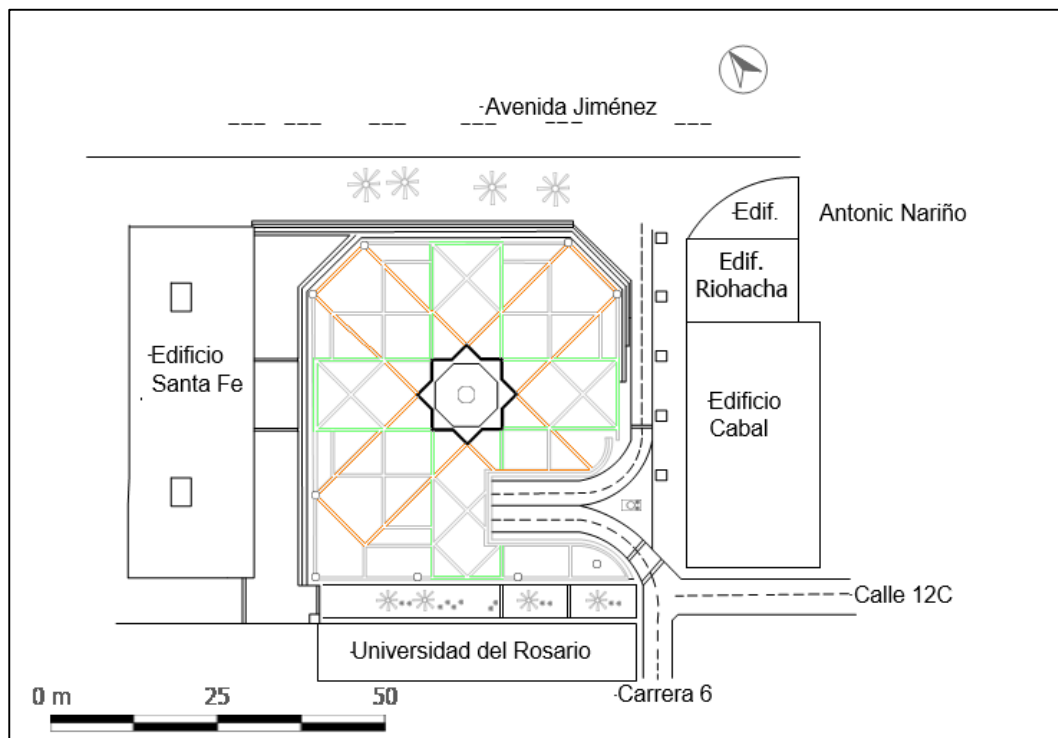 -Avenida Jiménez
-Edif.
Antonic Nariño
Edif.
Riohacha
-Edificio
Santa Fe
-Edificio
Cabal
Calle 12C
-Universidad del Rosario
-Carrera 6
0 m 25 50